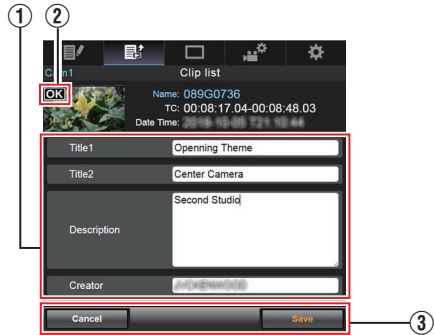 ① ②
Cam1 Clip list
OK
Name: 089G0736
TC: 00:08:17.04-00:08:48.03
Date Time:
Title1 Openning Theme
Title2 Center Camera
Second Studio
Description
Creator
Cancel Save
③